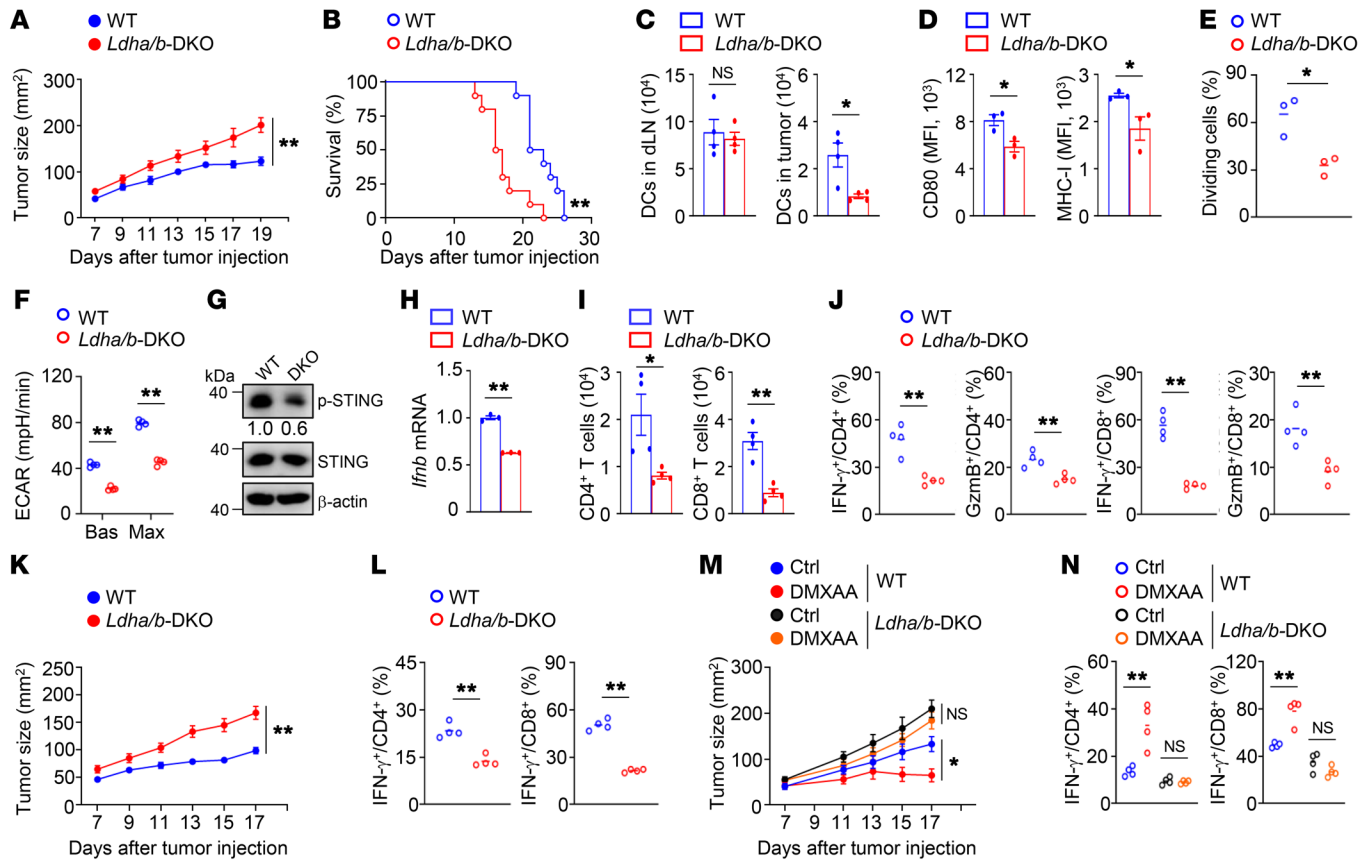 A
WT
Ldha/b-DKO
Tumor size (mm²)
300
200
100
0
7 9 11 13 15 17 19
Days after tumor injection
**
B
WT
Ldha/b-DKO
Survival (%)
100
75
50
25
0
0 10 20 30
Days after tumor injection
**
C
WT
Ldha/b-DKO
DCs in dLN (10⁴)
15
10
5
0
NS
DCs in tumor (10⁴)
6
4
2
0
*
D
WT
Ldha/b-DKO
CD80 (MFI, 10³)
12
8
4
0
*
MHC-I (MFI, 10³)
3
2
1
0
*
E
WT
Ldha/b-DKO
Dividing cells (%)
90
60
30
0
*
F
WT
Ldha/b-DKO
ECAR (mpH/min)
120
80
40
0
**
**
Bas Max
G
WT DKO
kDa
40
p-STING
1.0 0.6
40
STING
40
β-actin
H
WT
Ldha/b-DKO
Ifnb mRNA
1.5
1.0
0.5
0
**
I
WT
Ldha/b-DKO
CD4⁺ T cells (10⁴)
3
2
1
0
*
CD8⁺ T cells (10⁴)
6
4
2
0
**
J
WT
Ldha/b-DKO
IFN-γ⁺/CD4⁺ (%)
90
60
30
0
**
GzmB⁺/CD4⁺ (%)
60
40
20
0
**
IFN-γ⁺/CD8⁺ (%)
90
60
30
0
**
GzmB⁺/CD8⁺ (%)
30
20
10
0
**
K
WT
Ldha/b-DKO
Tumor size (mm²)
250
200
150
100
50
0
7 9 11 13 15 17
Days after tumor injection
**
L
WT
Ldha/b-DKO
IFN-γ⁺/CD4⁺ (%)
45
30
15
0
**
IFN-γ⁺/CD8⁺ (%)
90
60
30
0
**
M
Ctrl
DMXAA
WT
Ctrl
DMXAA
Ldha/b-DKO
Tumor size (mm²)
300
200
100
0
7 9 11 13 15 17
Days after tumor injection
NS
*
N
Ctrl
DMXAA
WT
Ctrl
DMXAA
Ldha/b-DKO
IFN-γ⁺/CD4⁺ (%)
60
40
20
0
**
NS
IFN-γ⁺/CD8⁺ (%)
120
80
40
0
**
NS